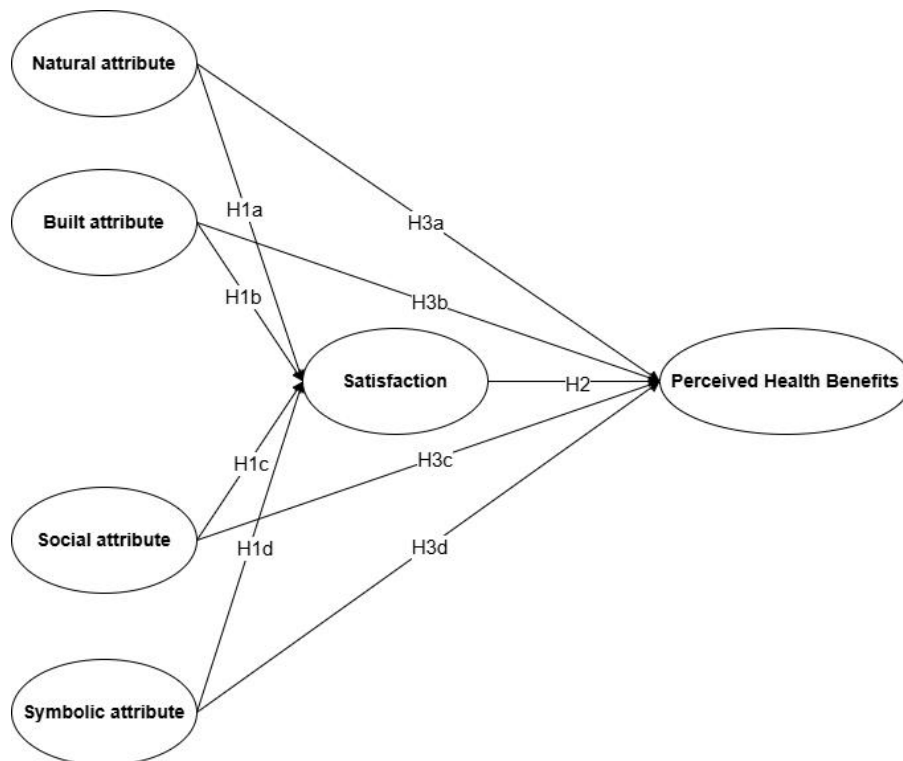 Natural attribute
H1a
H3a
Built attribute
H1b
H3b
Satisfaction
H2
Perceived Health Benefits
H1c
H3c
Social attribute
H1d
H3d
Symbolic attribute